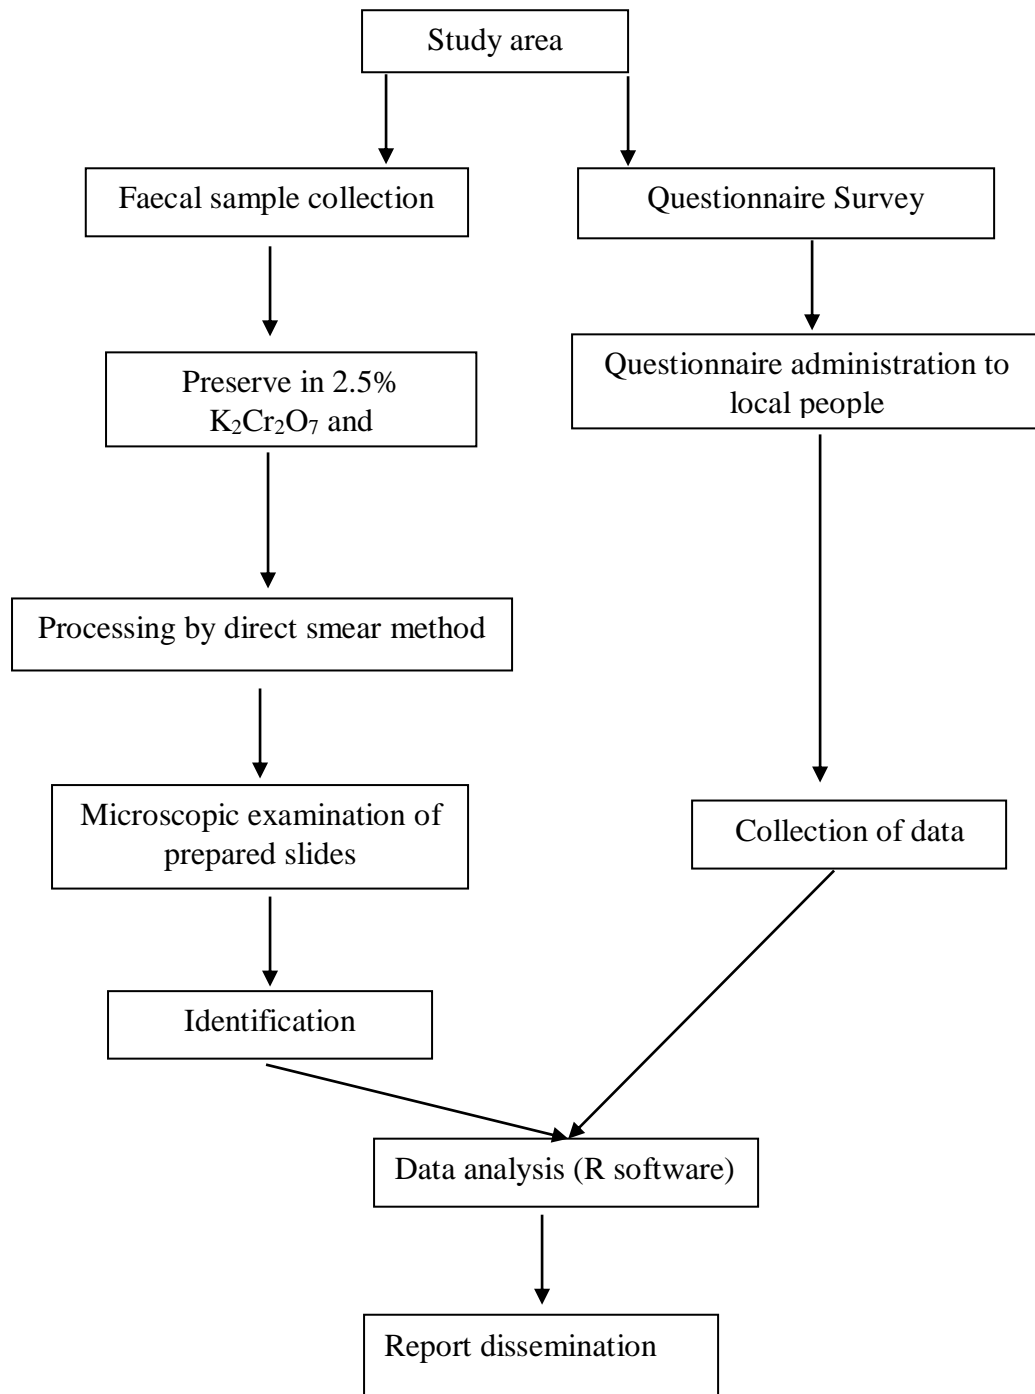 Study area
Faecal sample collection
Questionnaire Survey
Preserve in 2.5%
K₂Cr₂O₇ and
Questionnaire administration to
local people
Processing by direct smear method
Microscopic examination of
prepared slides
Collection of data
Identification
Data analysis (R software)
Report dissemination